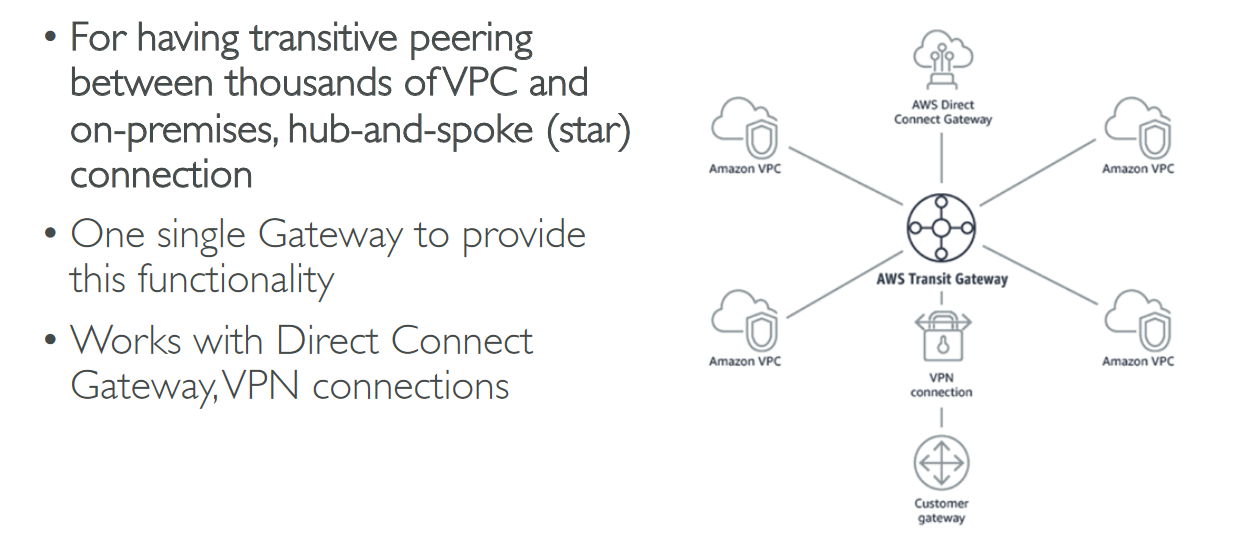 • For having transitive peering
between thousands of VPC and
on-premises, hub-and-spoke (star)
connection
• One single Gateway to provide
this functionality
• Works with Direct Connect
Gateway, VPN connections
AWS Direct
Connect Gateway
Amazon VPC
Amazon VPC
AWS Transit Gateway
Amazon VPC
Amazon VPC
VPN
connection
Customer
gateway